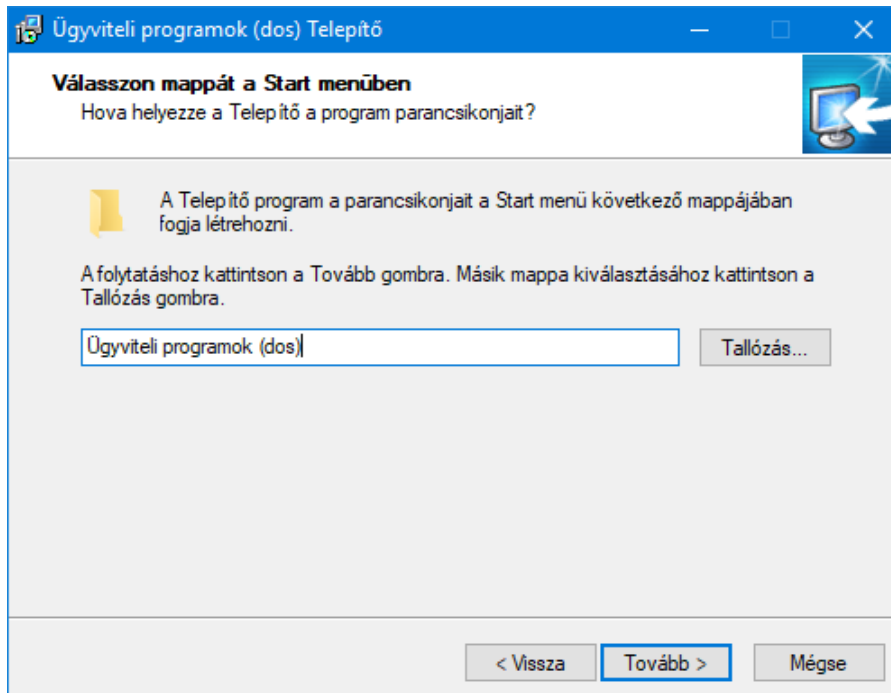 Ügyviteli programok (dos) Telepítő
Válasszon mappát a Start menüben
Hova helyezze a Telepítő a program parancsikonjait?
A Telepítő program a parancsikonjait a Start menü következő mappájában
fogja létrehozni.
A folytatáshoz kattintson a Tovább gombra. Másik mappa kiválasztásához kattintson a
Tallózás gombra.
Ügyviteli programok (dos)
Tallózás...
< Vissza
Tovább >
Mégse